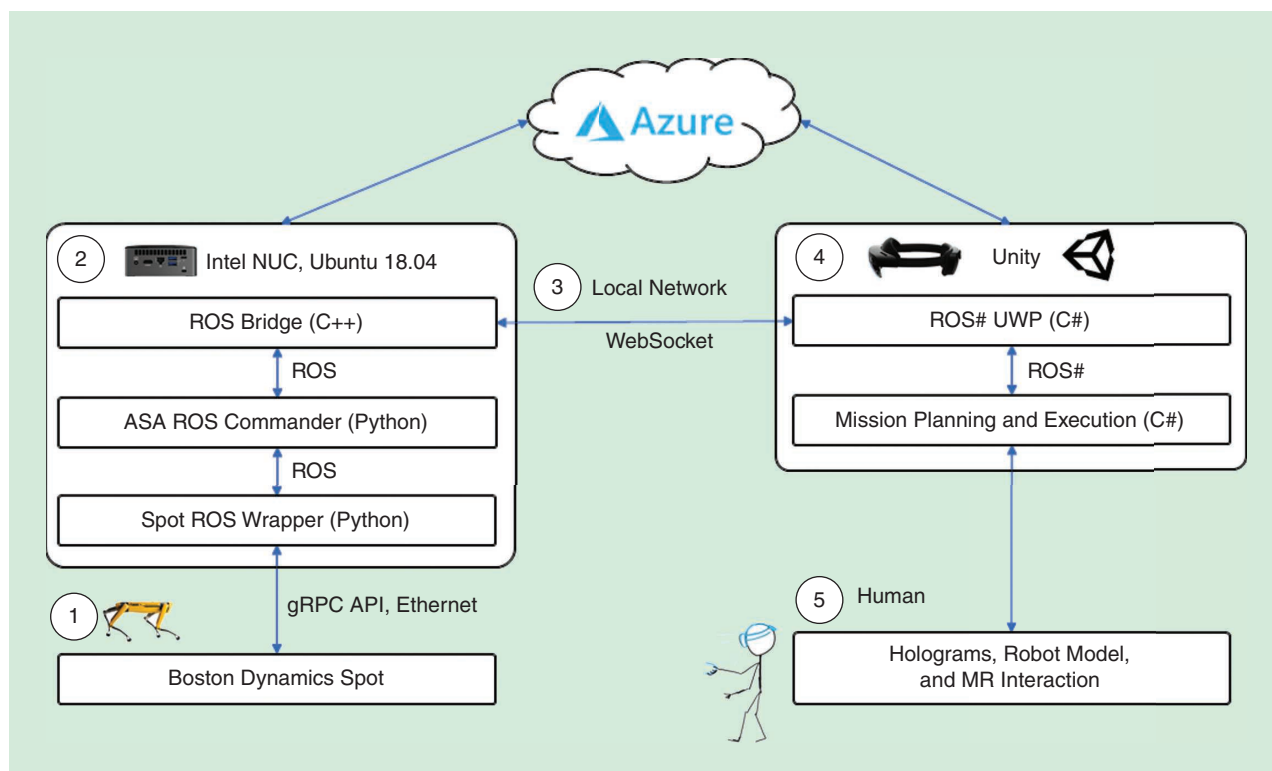 Azure
2
Intel NUC, Ubuntu 18.04
ROS Bridge (C++)
ROS
ASA ROS Commander (Python)
ROS
Spot ROS Wrapper (Python)
1
gRPC API, Ethernet
Boston Dynamics Spot
3
Local Network
WebSocket
4
Unity
ROS# UWP (C#)
ROS#
Mission Planning and Execution (C#)
5
Human
Holograms, Robot Model,
and MR Interaction